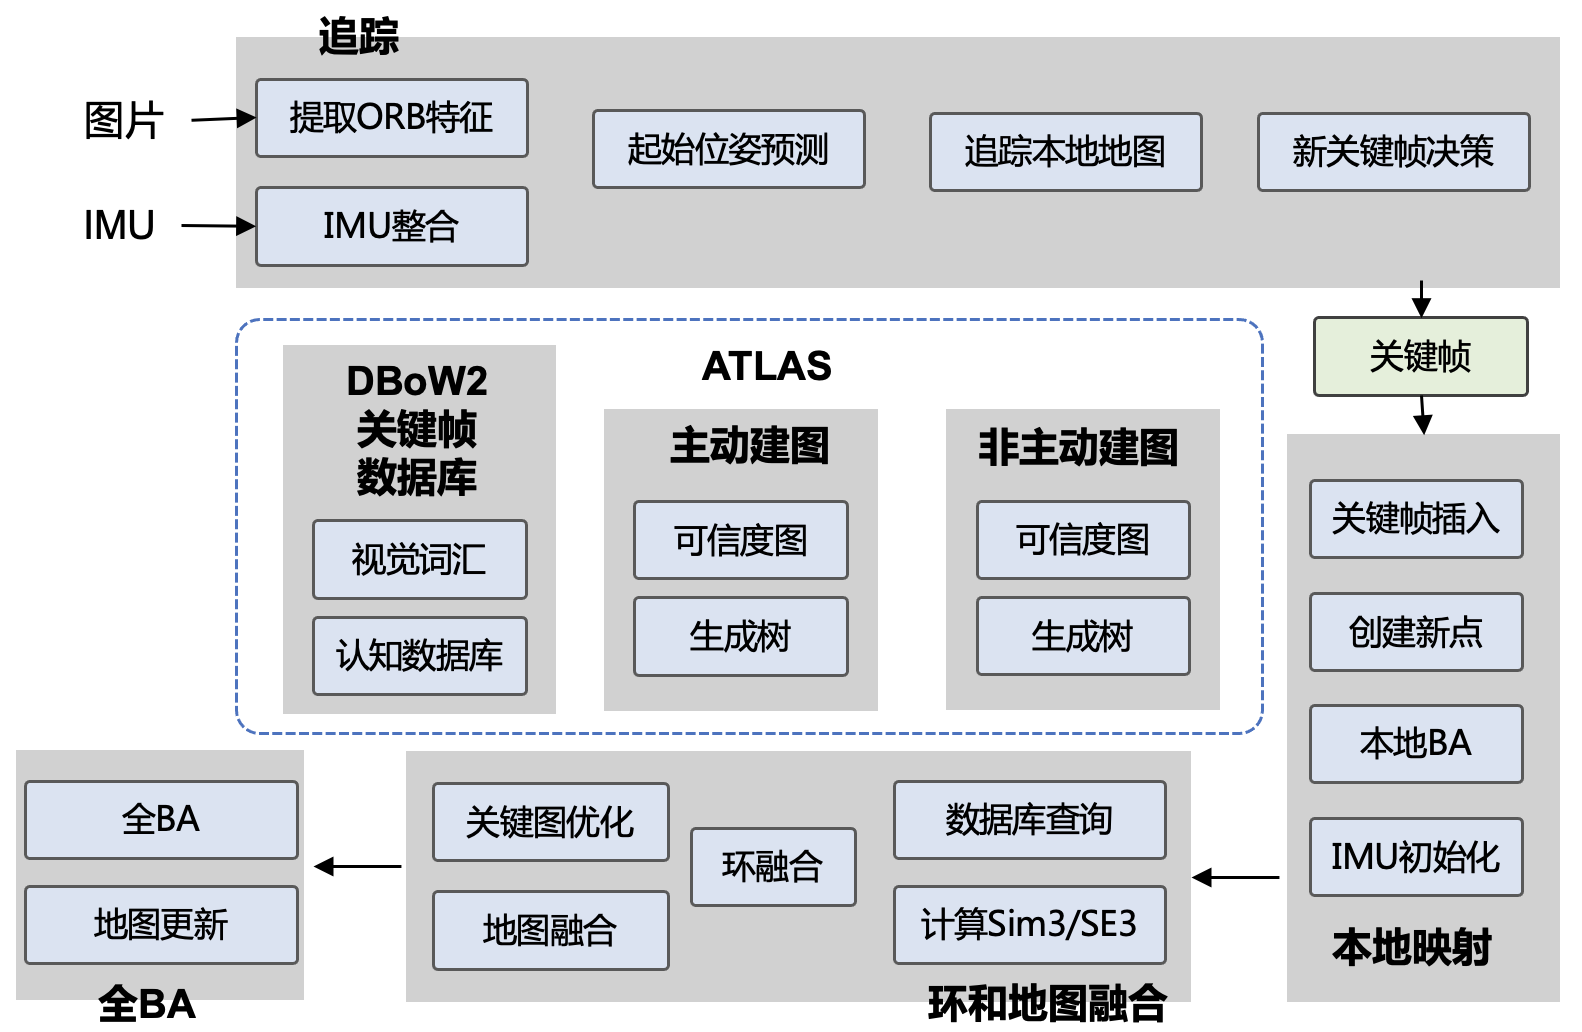 追踪
图片
提取ORB特征
起始位姿预测
追踪本地地图
新关键帧决策
IMU
IMU整合
关键帧
ATLAS
DBoW2
关键帧
数据库
视觉词汇
认知数据库
主动建图
可信度图
生成树
非主动建图
可信度图
生成树
关键帧插入
创建新点
本地BA
IMU初始化
本地映射
数据库查询
计算Sim3/SE3
环融合
关键图优化
地图融合
环和地图融合
全BA
地图更新
全BA